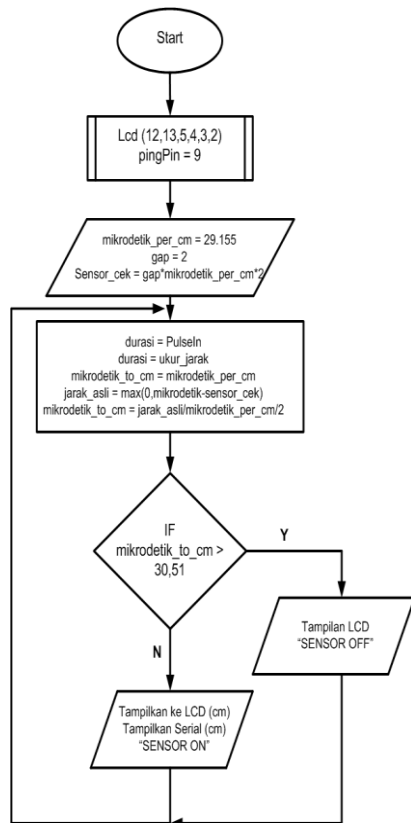 Start
Lcd (12,13,5,4,3,2)
pingPin = 9
mikrodetik_per_cm = 29.155
gap = 2
Sensor_cek = gap*mikrodetik_per_cm*2
durasi = PulseIn
durasi = ukur_jarak
mikrodetik_to_cm = mikrodetik_per_cm
jarak_asli = max(0,mikrodetik-sensor_cek)
mikrodetik_to_cm = jarak_asli/mikrodetik_per_cm/2
IF
mikrodetik_to_cm >
30,51
Y
Tampilan LCD
“SENSOR OFF”
N
Tampilkan ke LCD (cm)
Tampilkan Serial (cm)
“SENSOR ON”